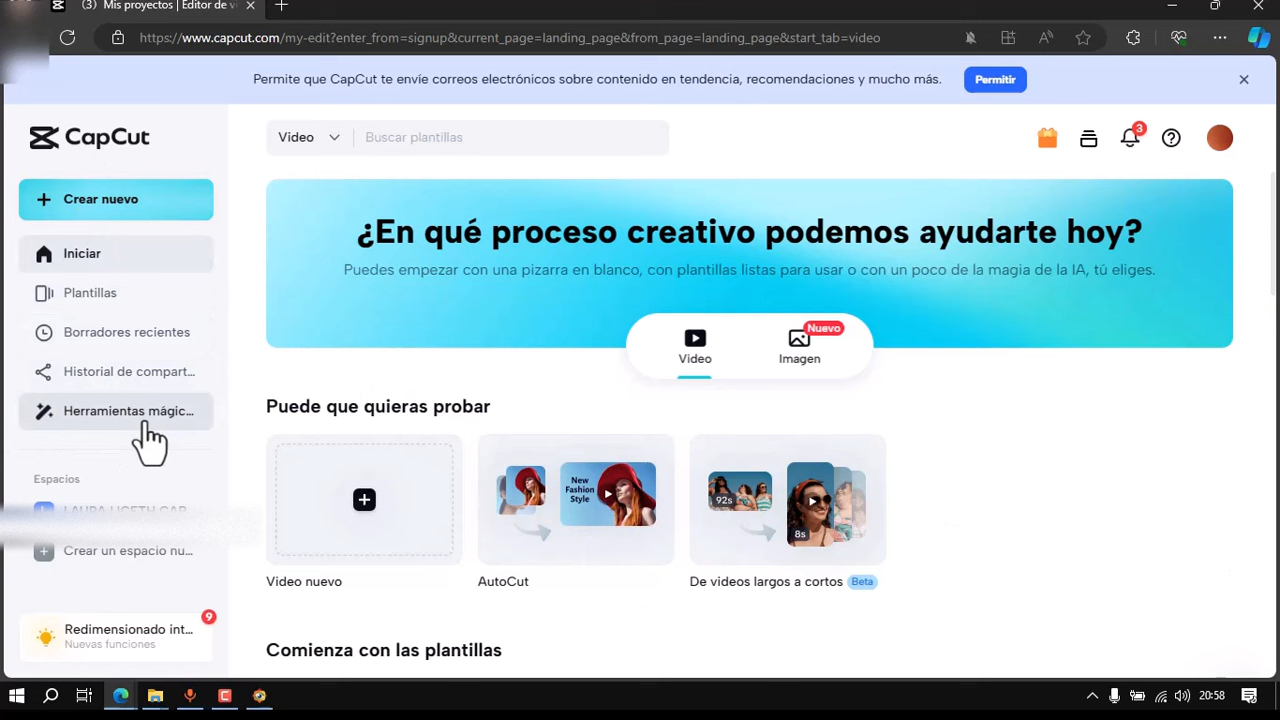 (3) Mis proyectos | Editor de v
https://www.capcut.com/my-edit?enter_from=signup&current_page=landing_page&from_page=landing_page&start_tab=video
Permite que CapCut te envíe correos electrónicos sobre contenido en tendencia, recomendaciones y mucho más.
Permitir
CapCut
Video
Buscar plantillas
3
Crear nuevo
¿En qué proceso creativo podemos ayudarte hoy?
Puedes empezar con una pizarra en blanco, con plantillas listas para usar o con un poco de la magia de la IA, tú eliges.
Iniciar
Plantillas
Borradores recientes
Historial de compart...
Herramientas mágic...
Nuevo
Video
Imagen
Puede que quieras probar
New
Fashion
Style
92s
8s
Espacios
Crear un espacio nu...
Video nuevo
AutoCut
De videos largos a cortos Beta
9
Redimensionado int...
Nuevas funciones
Comienza con las plantillas
20:58